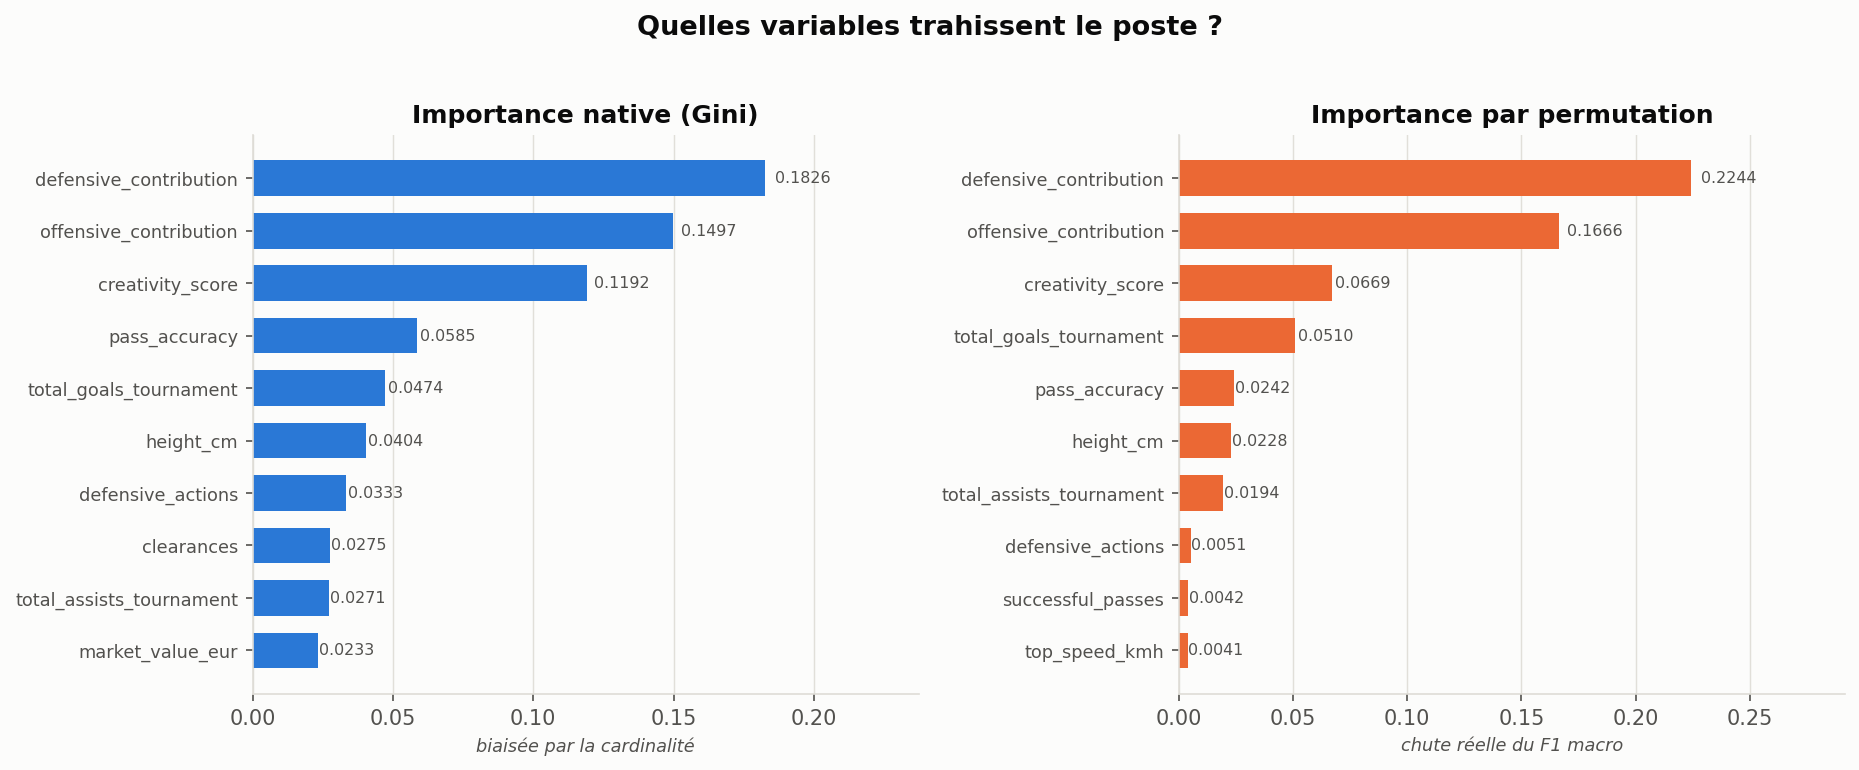 Quelles variables trahissent le poste ?
Importance native (Gini)
defensive_contribution 0.1826
offensive_contribution 0.1497
creativity_score 0.1192
pass_accuracy 0.0585
total_goals_tournament 0.0474
height_cm 0.0404
defensive_actions 0.0333
clearances 0.0275
total_assists_tournament 0.0271
market_value_eur 0.0233
0.00 0.05 0.10 0.15 0.20
biaisée par la cardinalité
Importance par permutation
defensive_contribution 0.2244
offensive_contribution 0.1666
creativity_score 0.0669
total_goals_tournament 0.0510
pass_accuracy 0.0242
height_cm 0.0228
total_assists_tournament 0.0194
defensive_actions 0.0051
successful_passes 0.0042
top_speed_kmh 0.0041
0.00 0.05 0.10 0.15 0.20 0.25
chute réelle du F1 macro